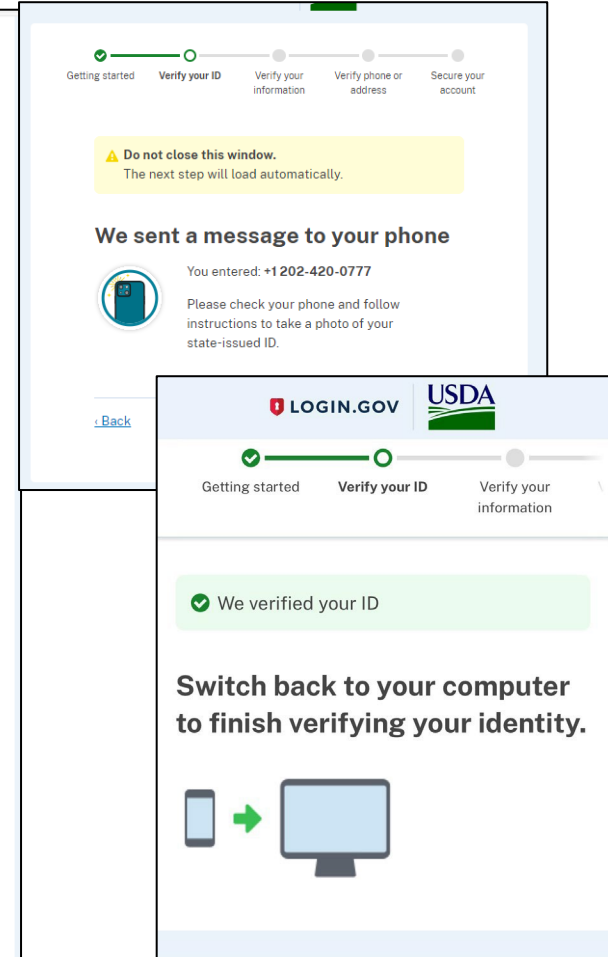 Getting started
Verify your ID
Verify your
information
Verify phone or
address
Secure your
account
Do not close this window.
The next step will load automatically.
We sent a message to your phone
You entered: +1 202-420-0777
Please check your phone and follow
instructions to take a photo of your
state-issued ID.
‹ Back
LOGIN.GOV
USDA
Getting started
Verify your ID
Verify your
information
We verified your ID
Switch back to your computer
to finish verifying your identity.